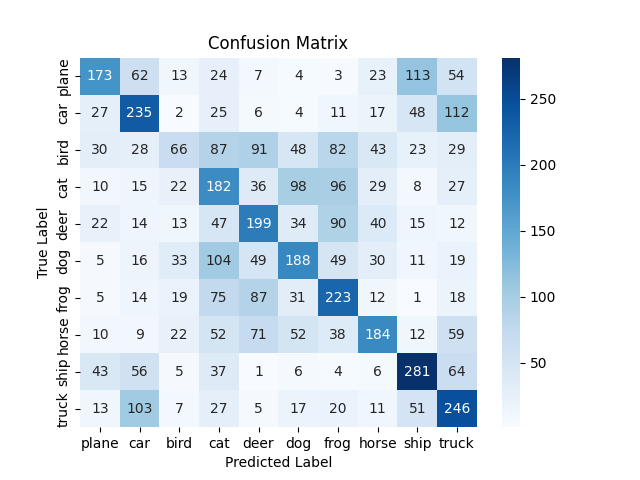 Confusion Matrix
True Label
plane 173 62 13 24 7 4 3 23 113 54
car 27 235 2 25 6 4 11 17 48 112
bird 30 28 66 87 91 48 82 43 23 29
cat 10 15 22 182 36 98 96 29 8 27
deer 22 14 13 47 199 34 90 40 15 12
dog 5 16 33 104 49 188 49 30 11 19
frog 5 14 19 75 87 31 223 12 1 18
horse 10 9 22 52 71 52 38 184 12 59
ship 43 56 5 37 1 6 4 6 281 64
truck 13 103 7 27 5 17 20 11 51 246
plane car bird cat deer dog frog horse ship truck
Predicted Label
250
200
150
100
50